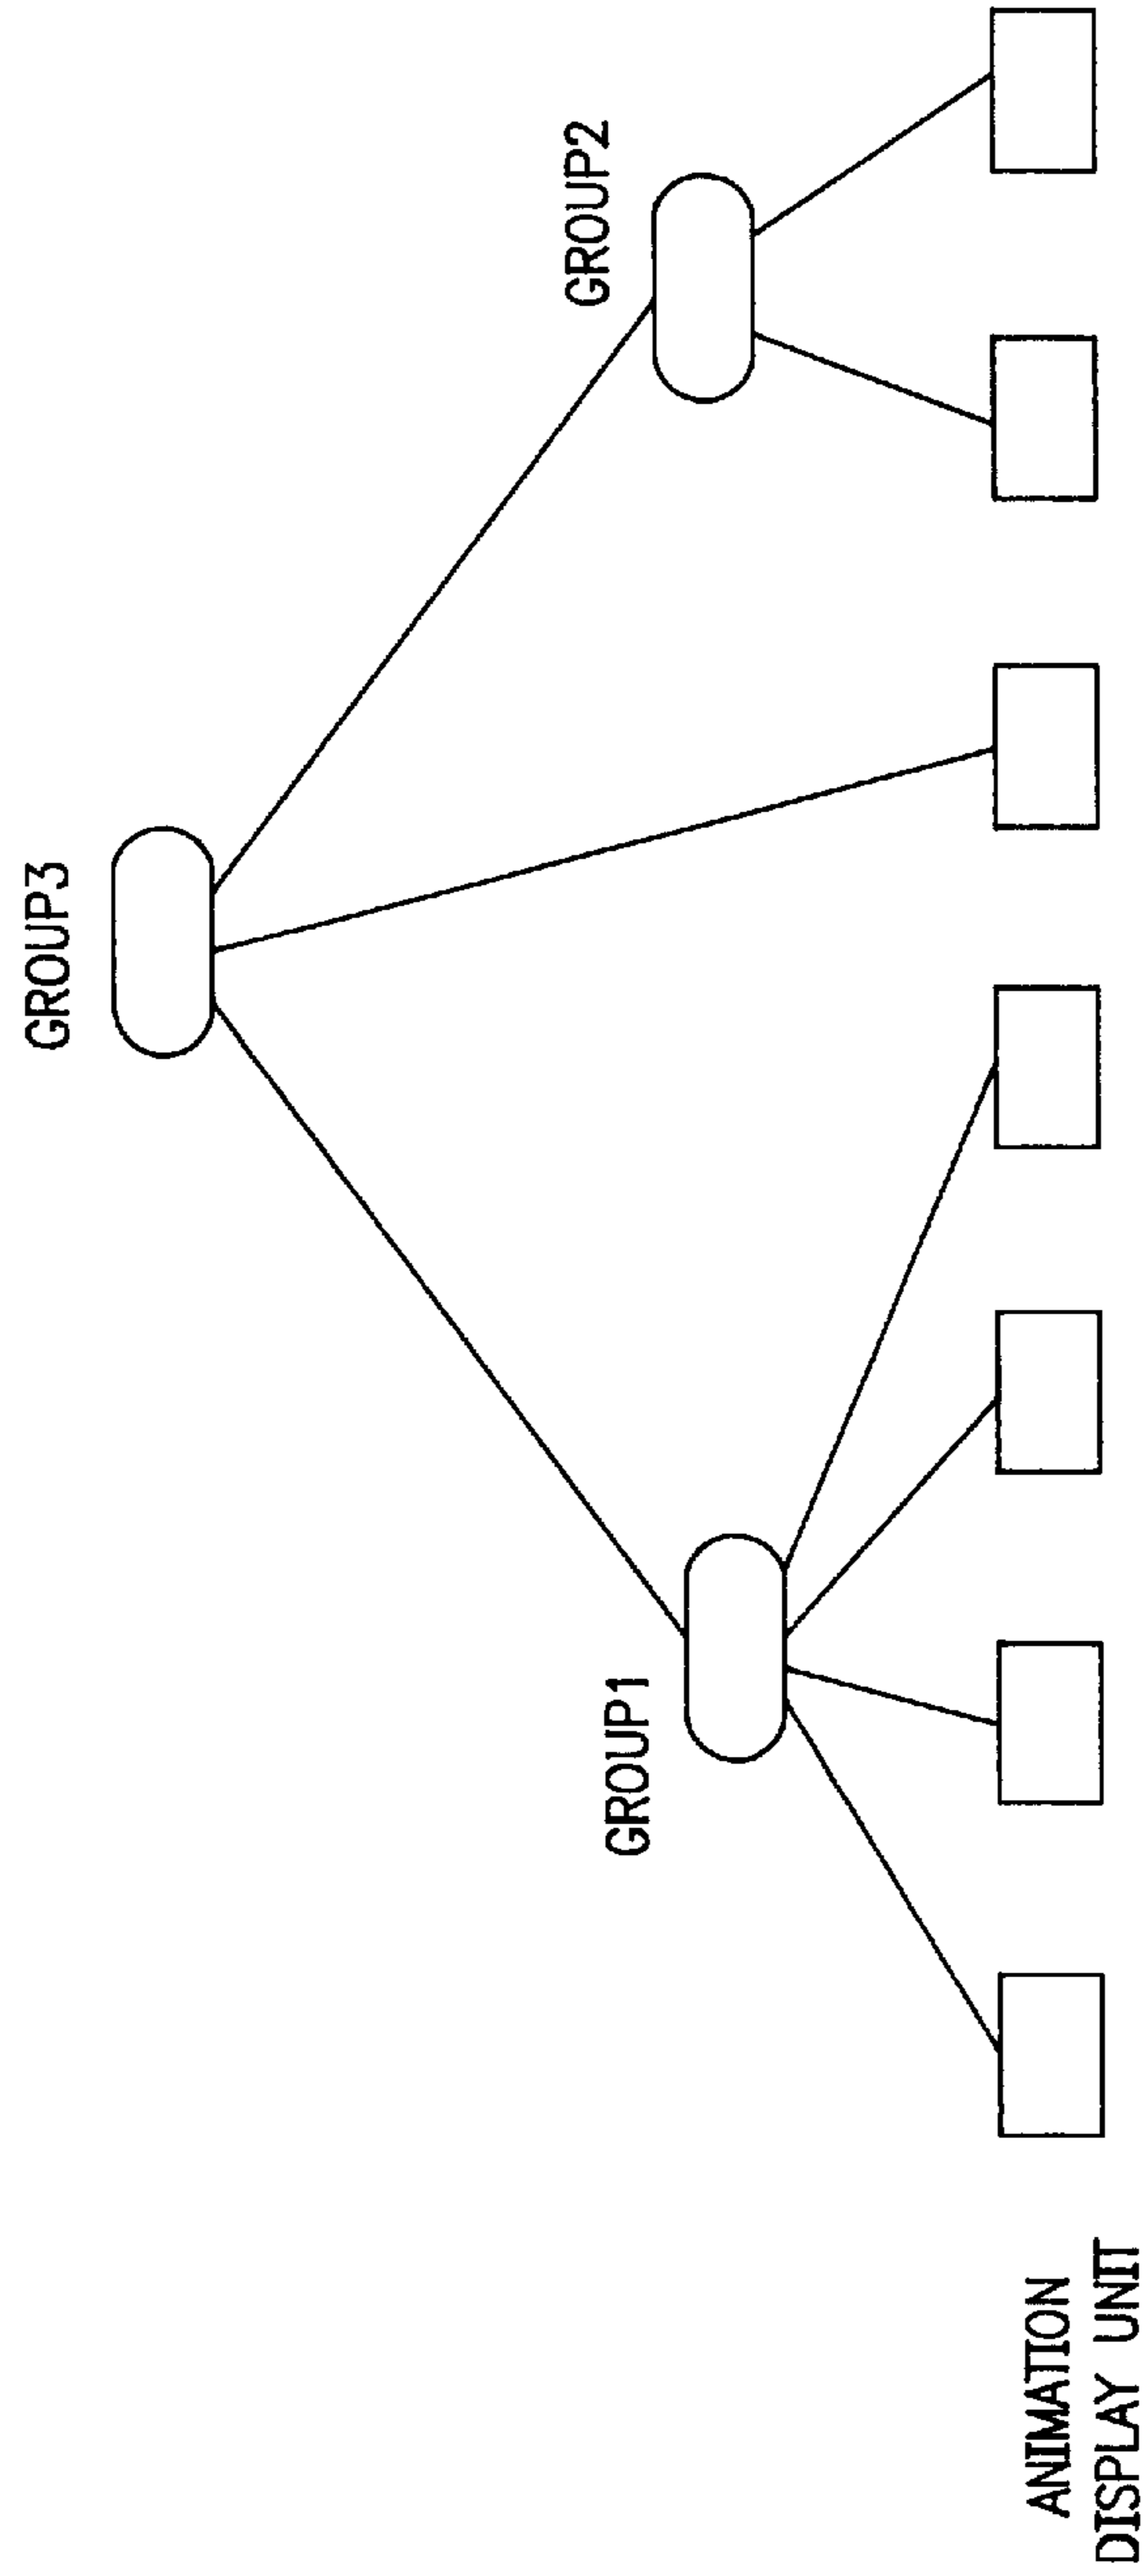 GROUP3
GROUP2
GROUP1
ANIMATION
DISPLAY UNIT